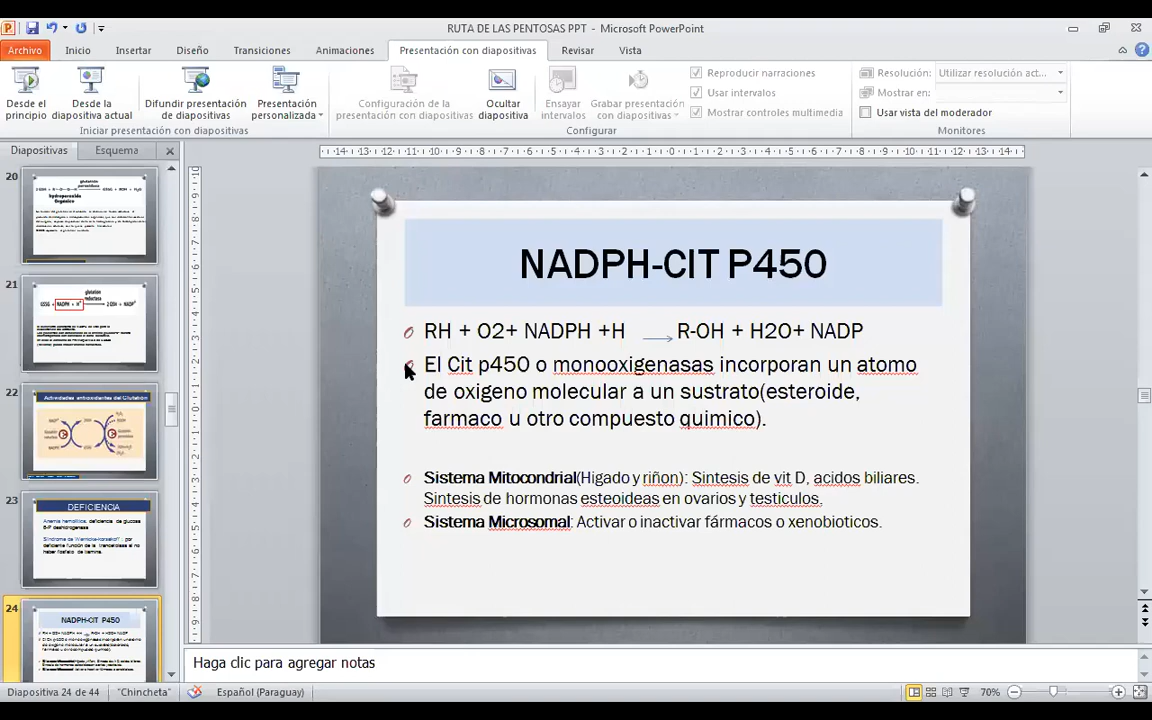 RUTA DE LAS PENTOSAS PPT - Microsoft PowerPoint
Archivo Inicio Insertar Diseño Transiciones Animaciones Presentación con diapositivas Revisar Vista
Desde el principio
Desde la diapositiva actual
Difundir presentación de diapositivas
Presentación personalizada
Configuración de la presentación con diapositivas
Ocultar diapositiva
Ensayar intervalos
Grabar presentación con diapositivas
Reproducir narraciones
Usar intervalos
Mostrar controles multimedia
Resolución: Utilizar resolución act...
Mostrar en:
Usar vista del moderador
Iniciar presentación con diapositivas Configurar Monitores
Diapositivas Esquema
20
21
22
Actividades antioxidantes del Glutatión
23
DEFICIENCIA
24
NADPH-CIT P450
NADPH-CIT P450
RH + O2+ NADPH +H → R-OH + H2O+ NADP
El Cit p450 o monooxigenasas incorporan un atomo
de oxigeno molecular a un sustrato(esteroide,
farmaco u otro compuesto quimico).
Sistema Mitocondrial(Higado y riñon): Sintesis de vit D, acidos biliares.
Sintesis de hormonas esteoideas en ovarios y testiculos.
Sistema Microsomal: Activar o inactivar fármacos o xenobioticos.
Haga clic para agregar notas
Diapositiva 24 de 44 "Chincheta" Español (Paraguay) 70%